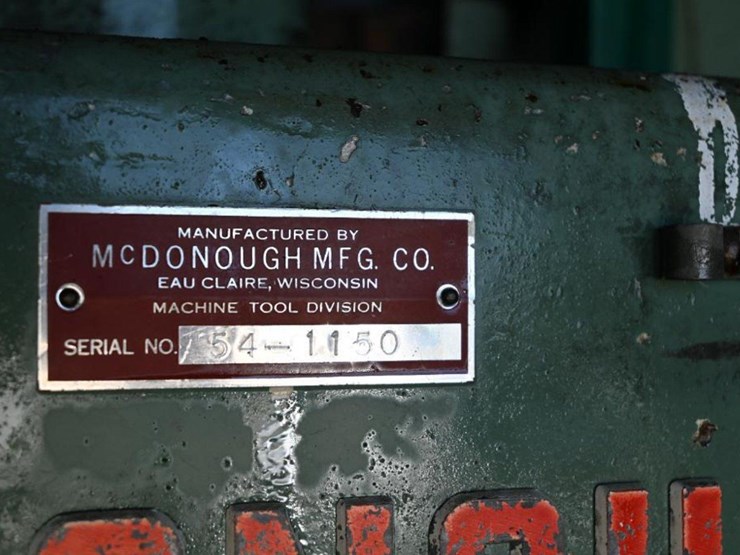 MANUFACTURED BY
MCDONOUGH MFG. CO.
EAU CLAIRE, WISCONSIN
MACHINE TOOL DIVISION
SERIAL NO. 54-1150